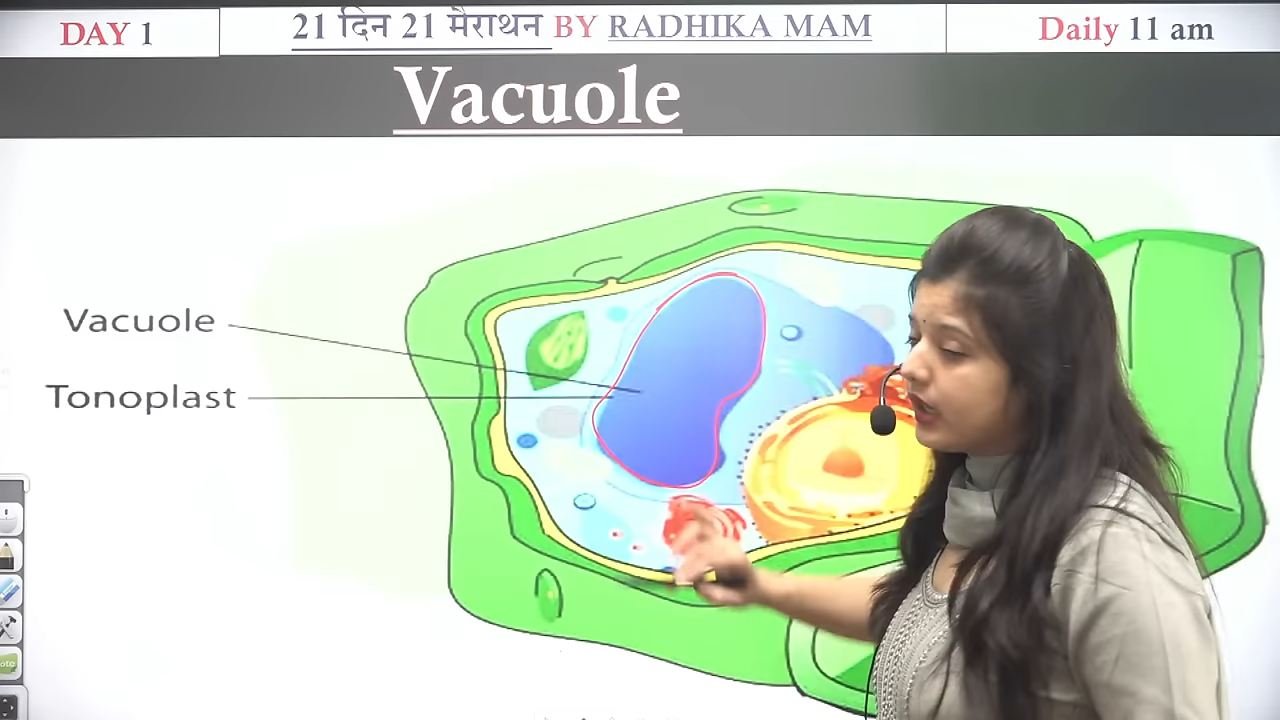 DAY 1
21 दिन 21 मैराथन BY RADHIKA MAM
Daily 11 am
Vacuole
Vacuole
Tonoplast